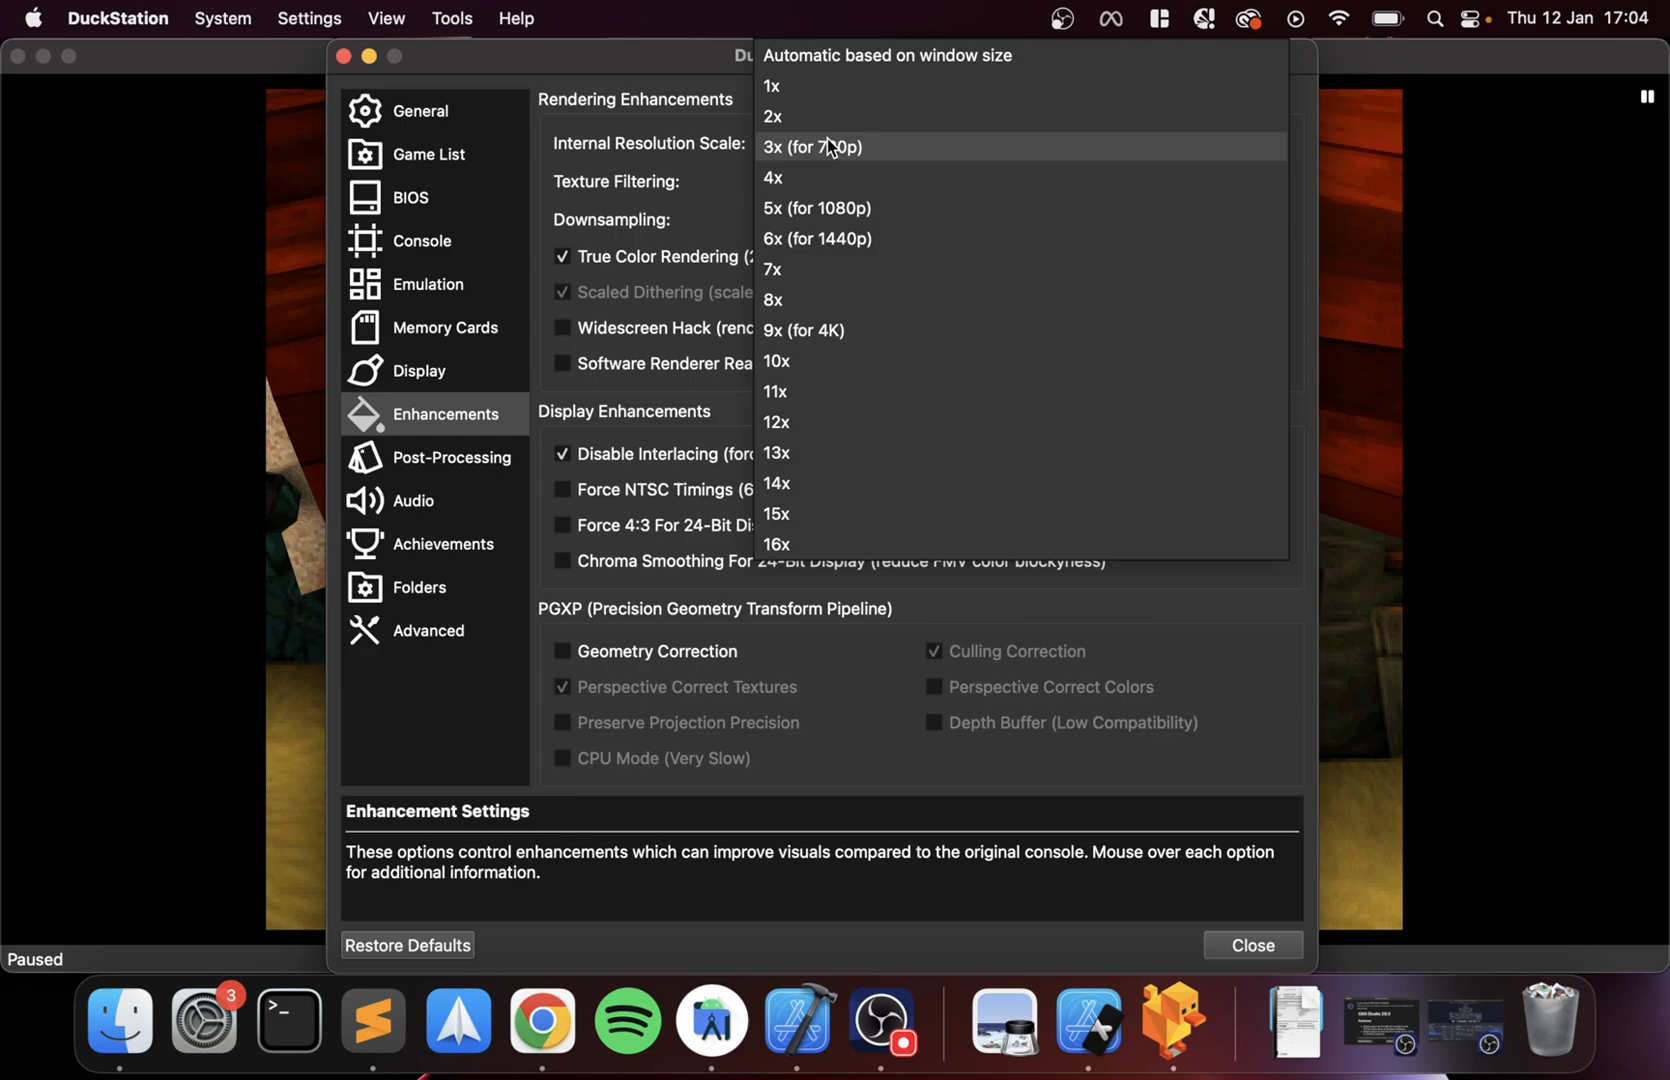 DuckStation System Settings View Tools Help Thu 12 Jan 17:04
Automatic based on window size
1x
2x
3x (for 720p)
4x
5x (for 1080p)
6x (for 1440p)
7x
8x
9x (for 4K)
10x
11x
12x
13x
14x
15x
16x
General
Game List
BIOS
Console
Emulation
Memory Cards
Display
Enhancements
Post-Processing
Audio
Achievements
Folders
Advanced
Rendering Enhancements
Internal Resolution Scale:
Texture Filtering:
Downsampling:
True Color Rendering
Scaled Dithering
Widescreen Hack
Software Renderer
Display Enhancements
Disable Interlacing
Force NTSC Timings
Force 4:3 For 24-Bit
Chroma Smoothing For 24-Bit Display (reduce FMV color blockyness)
PGXP (Precision Geometry Transform Pipeline)
Geometry Correction Culling Correction
Perspective Correct Textures Perspective Correct Colors
Preserve Projection Precision Depth Buffer (Low Compatibility)
CPU Mode (Very Slow)
Enhancement Settings
These options control enhancements which can improve visuals compared to the original console. Mouse over each option
for additional information.
Restore Defaults Close
Paused
3